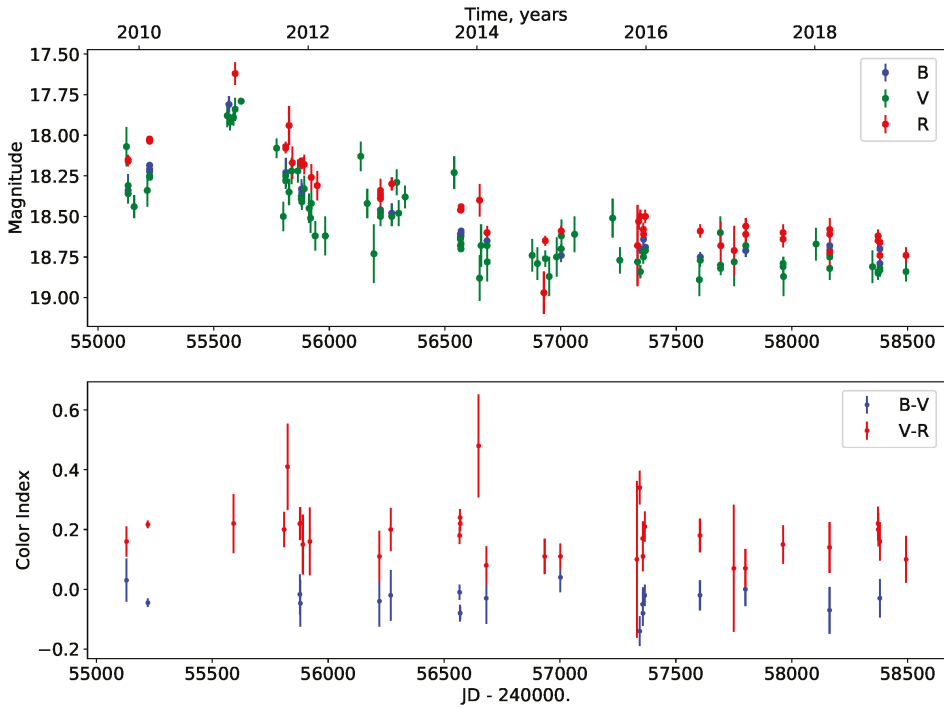 Time, years
2010 2012 2014 2016 2018
17.50
17.75
18.00
18.25
18.50
18.75
19.00
Magnitude
B
V
R
55000 55500 56000 56500 57000 57500 58000 58500
0.6
0.4
0.2
0.0
−0.2
Color Index
B-V
V-R
55000 55500 56000 56500 57000 57500 58000 58500
JD - 240000.